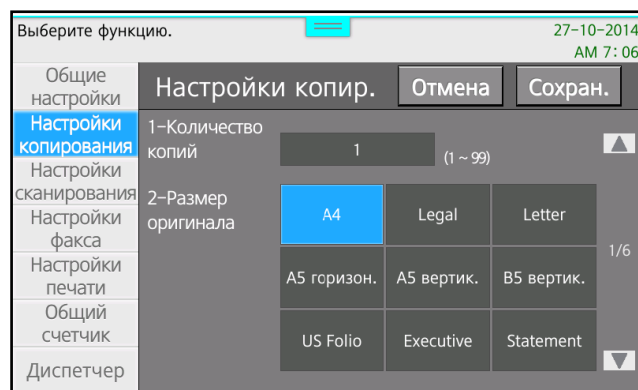 Выберите функцию.
27-10-2014
AM 7:06
Общие
настройки
Настройки
копирования
Настройки
сканирования
Настройки
факса
Настройки
печати
Общий
счетчик
Диспетчер
Настройки копир.
Отмена
Сохран.
1-Количество
копий
1
(1 ~ 99)
2-Размер
оригинала
A4
Legal
Letter
A5 горизон.
A5 вертик.
B5 вертик.
US Folio
Executive
Statement
1/6